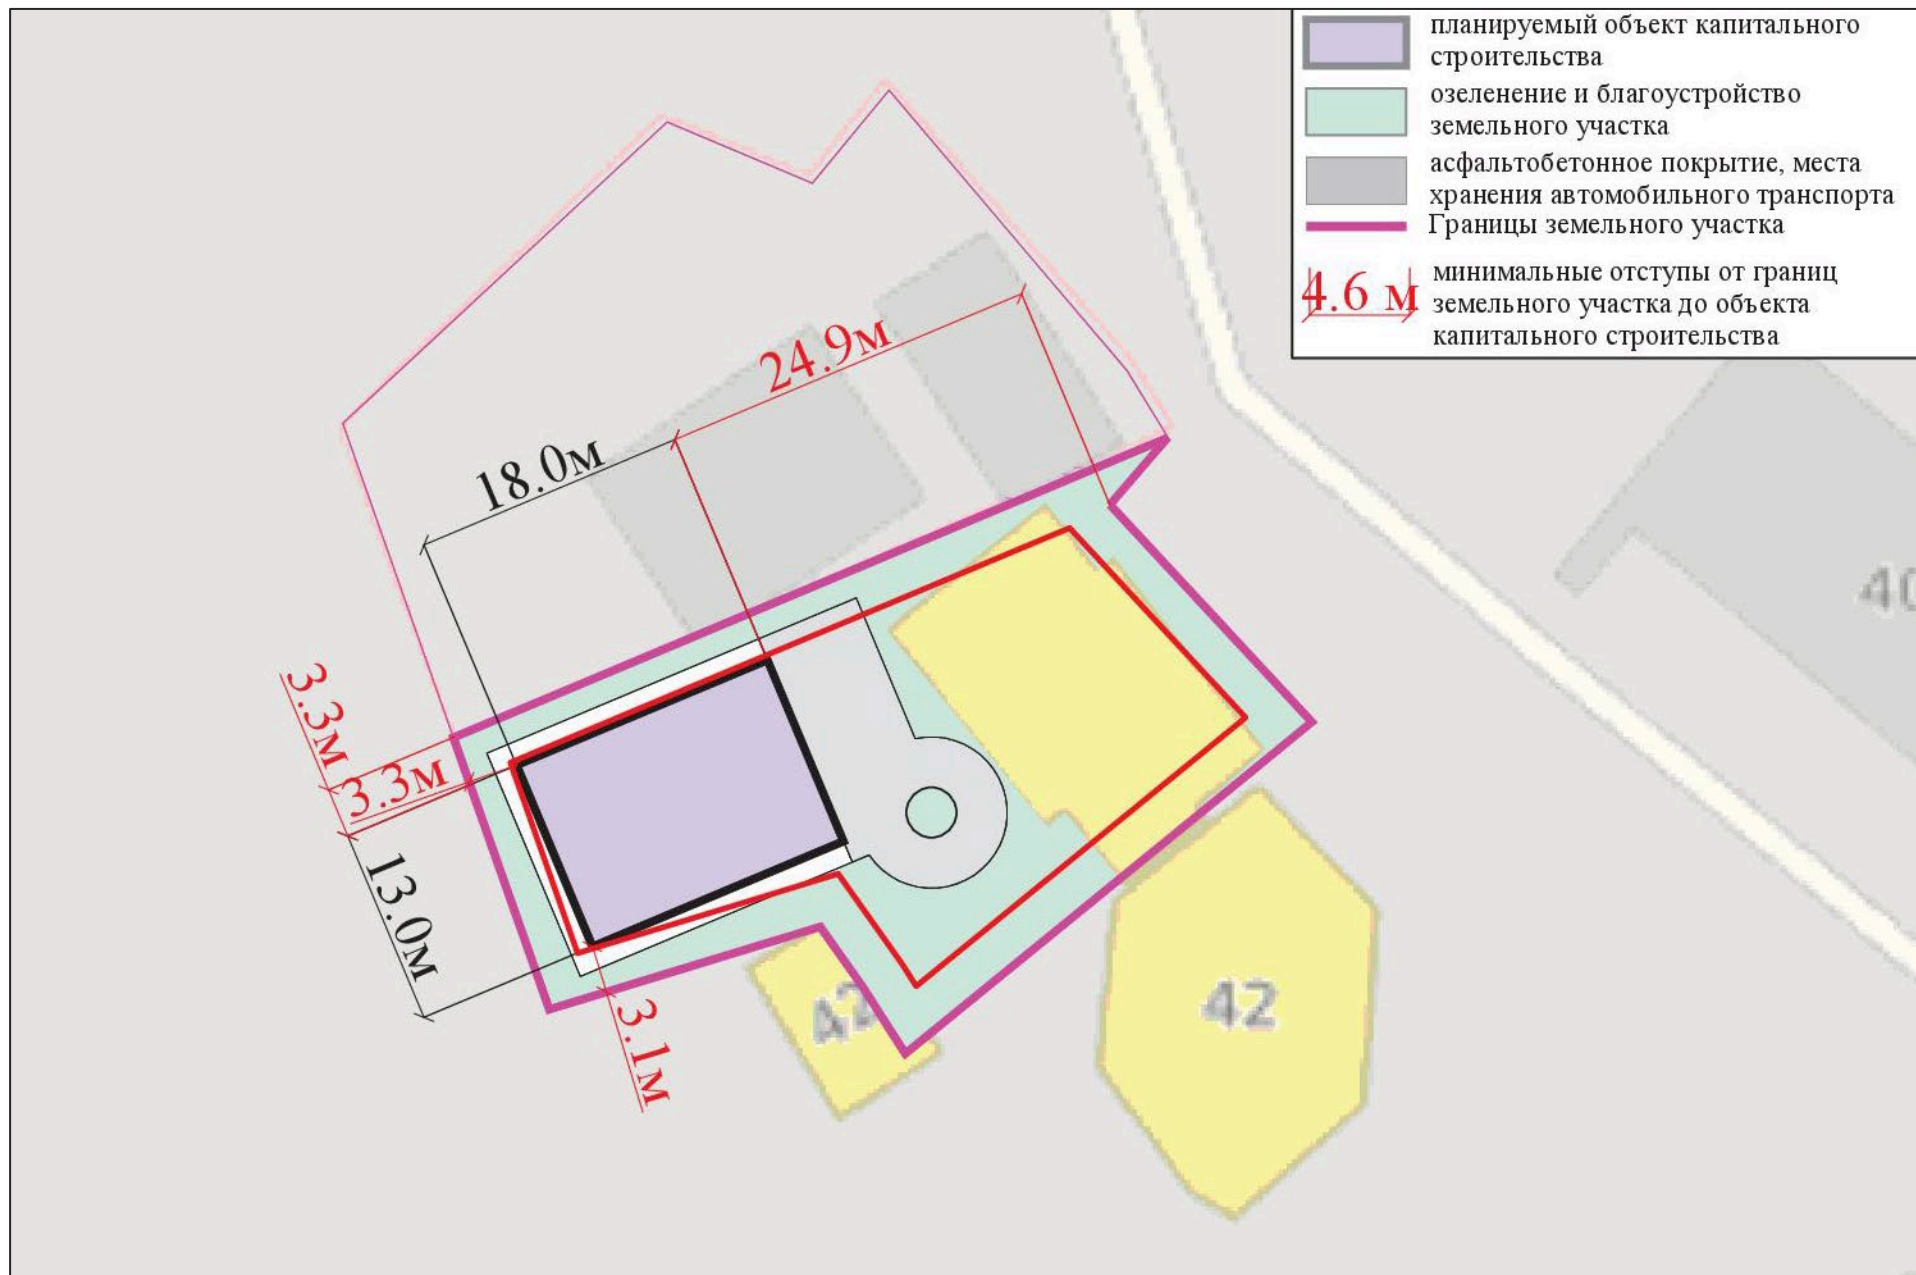 планируемый объект капитального
строительства
озеленение и благоустройство
земельного участка
асфальтобетонное покрытие, места
хранения автомобильного транспорта
Границы земельного участка
4.6 м
минимальные отступы от границ
земельного участка до объекта
капитального строительства
24.9м
18.0м
3.3м
3.3м
13.0м
3.1м
40
42
42